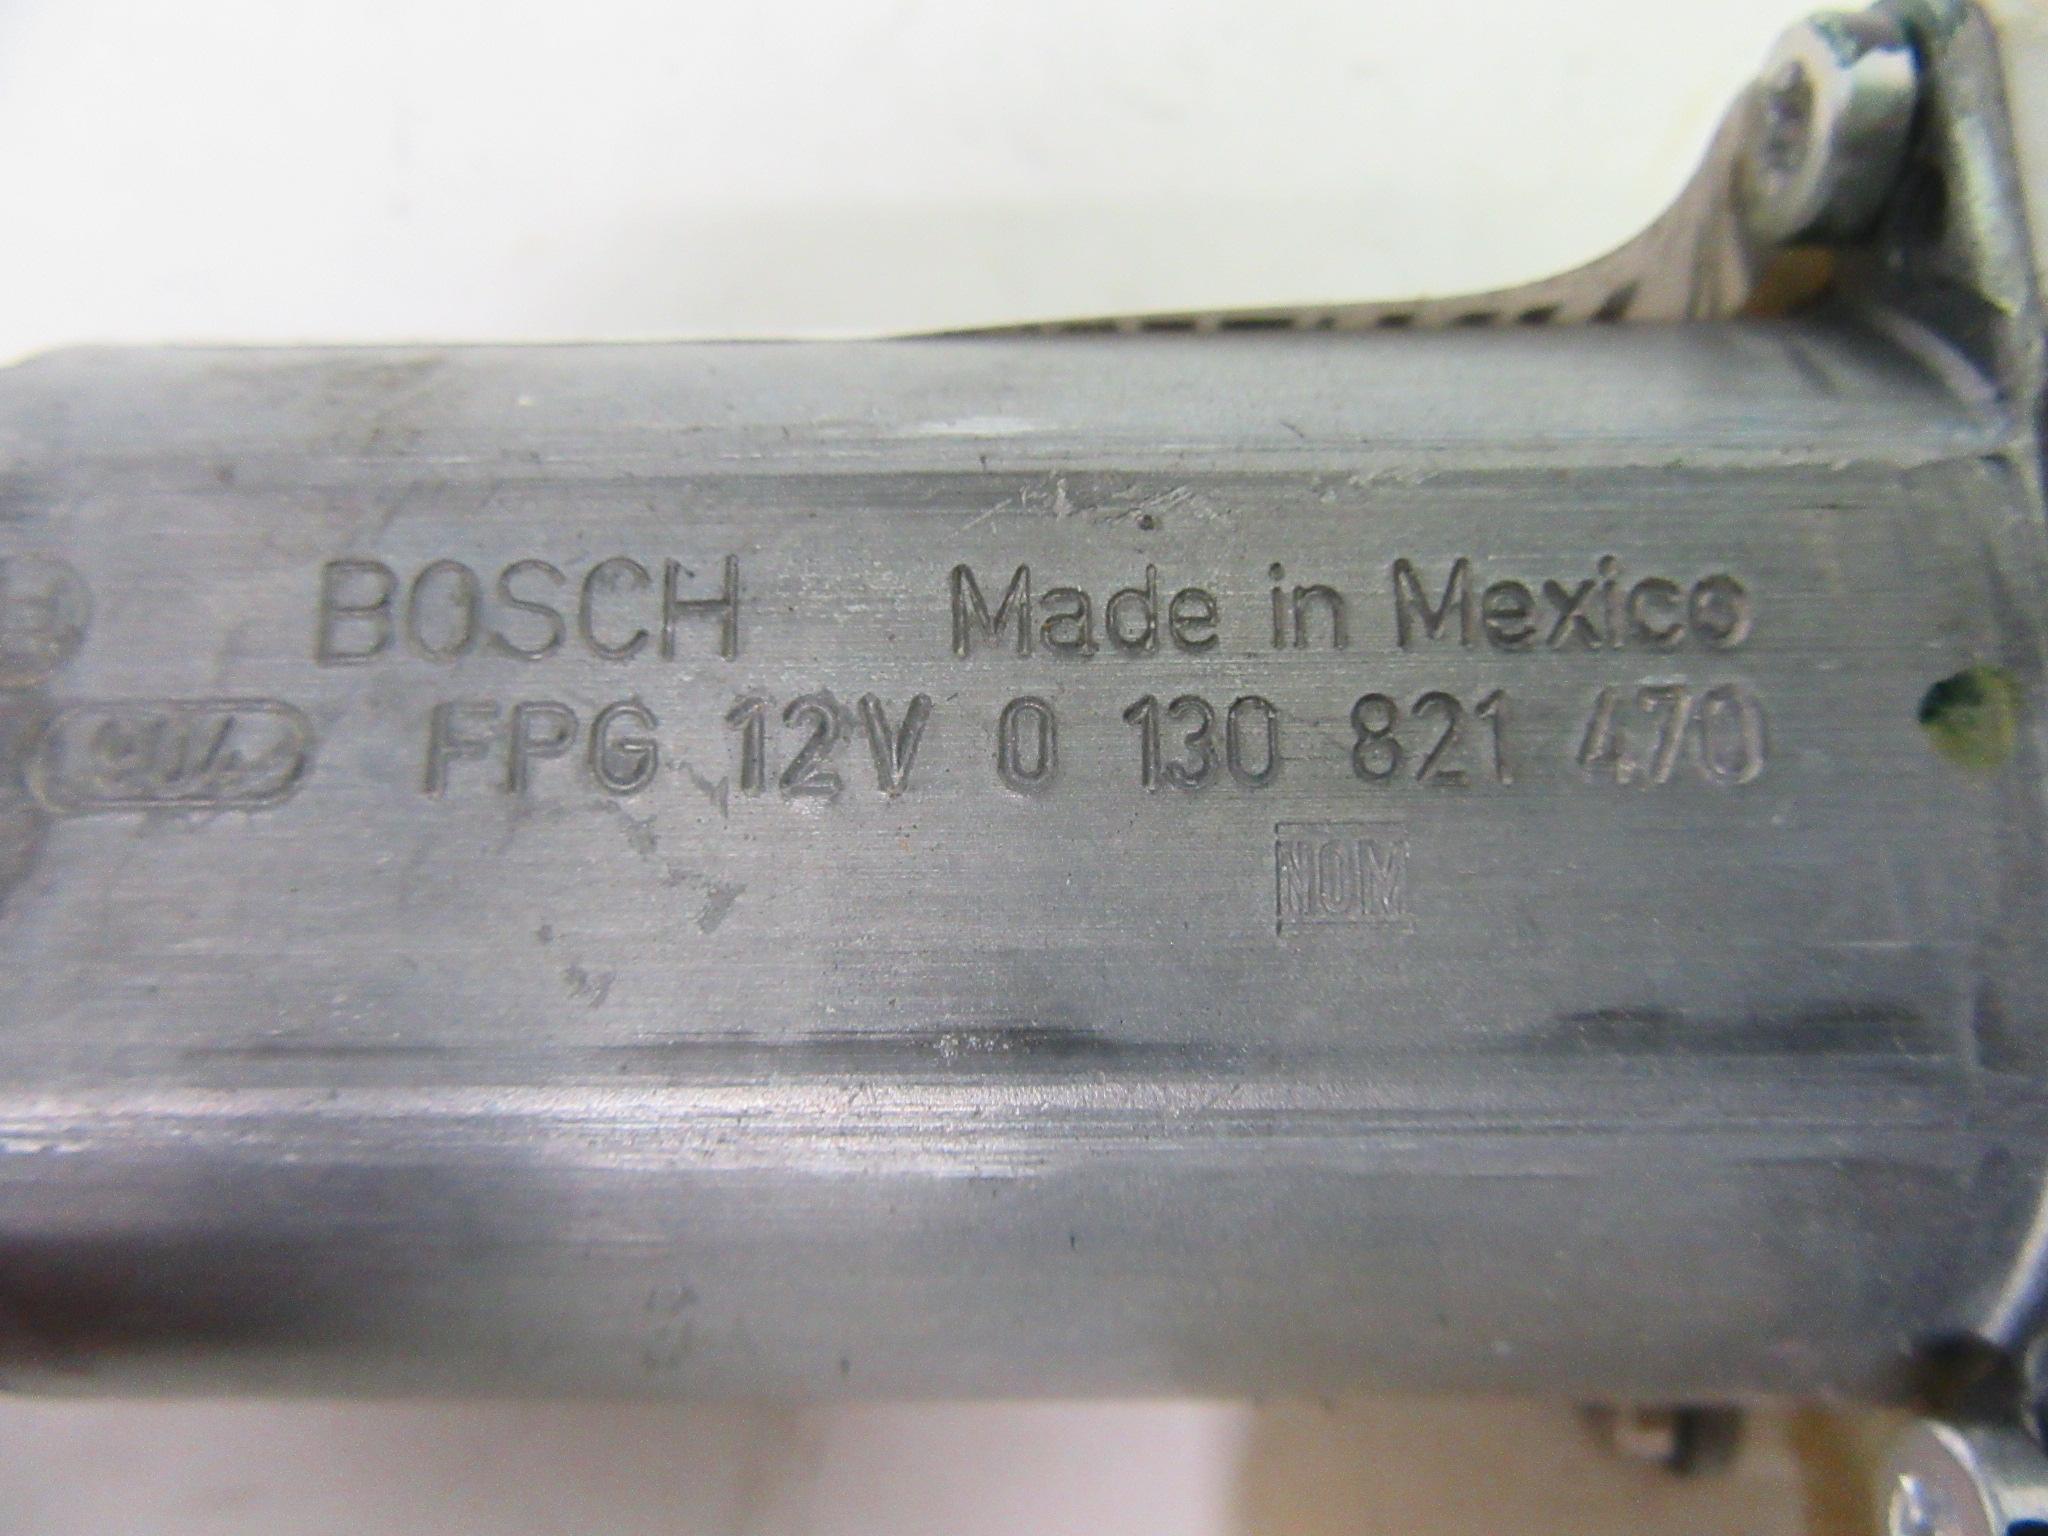 BOSCH Made in Mexico
FPG 12V 0 130 821 470
NOM